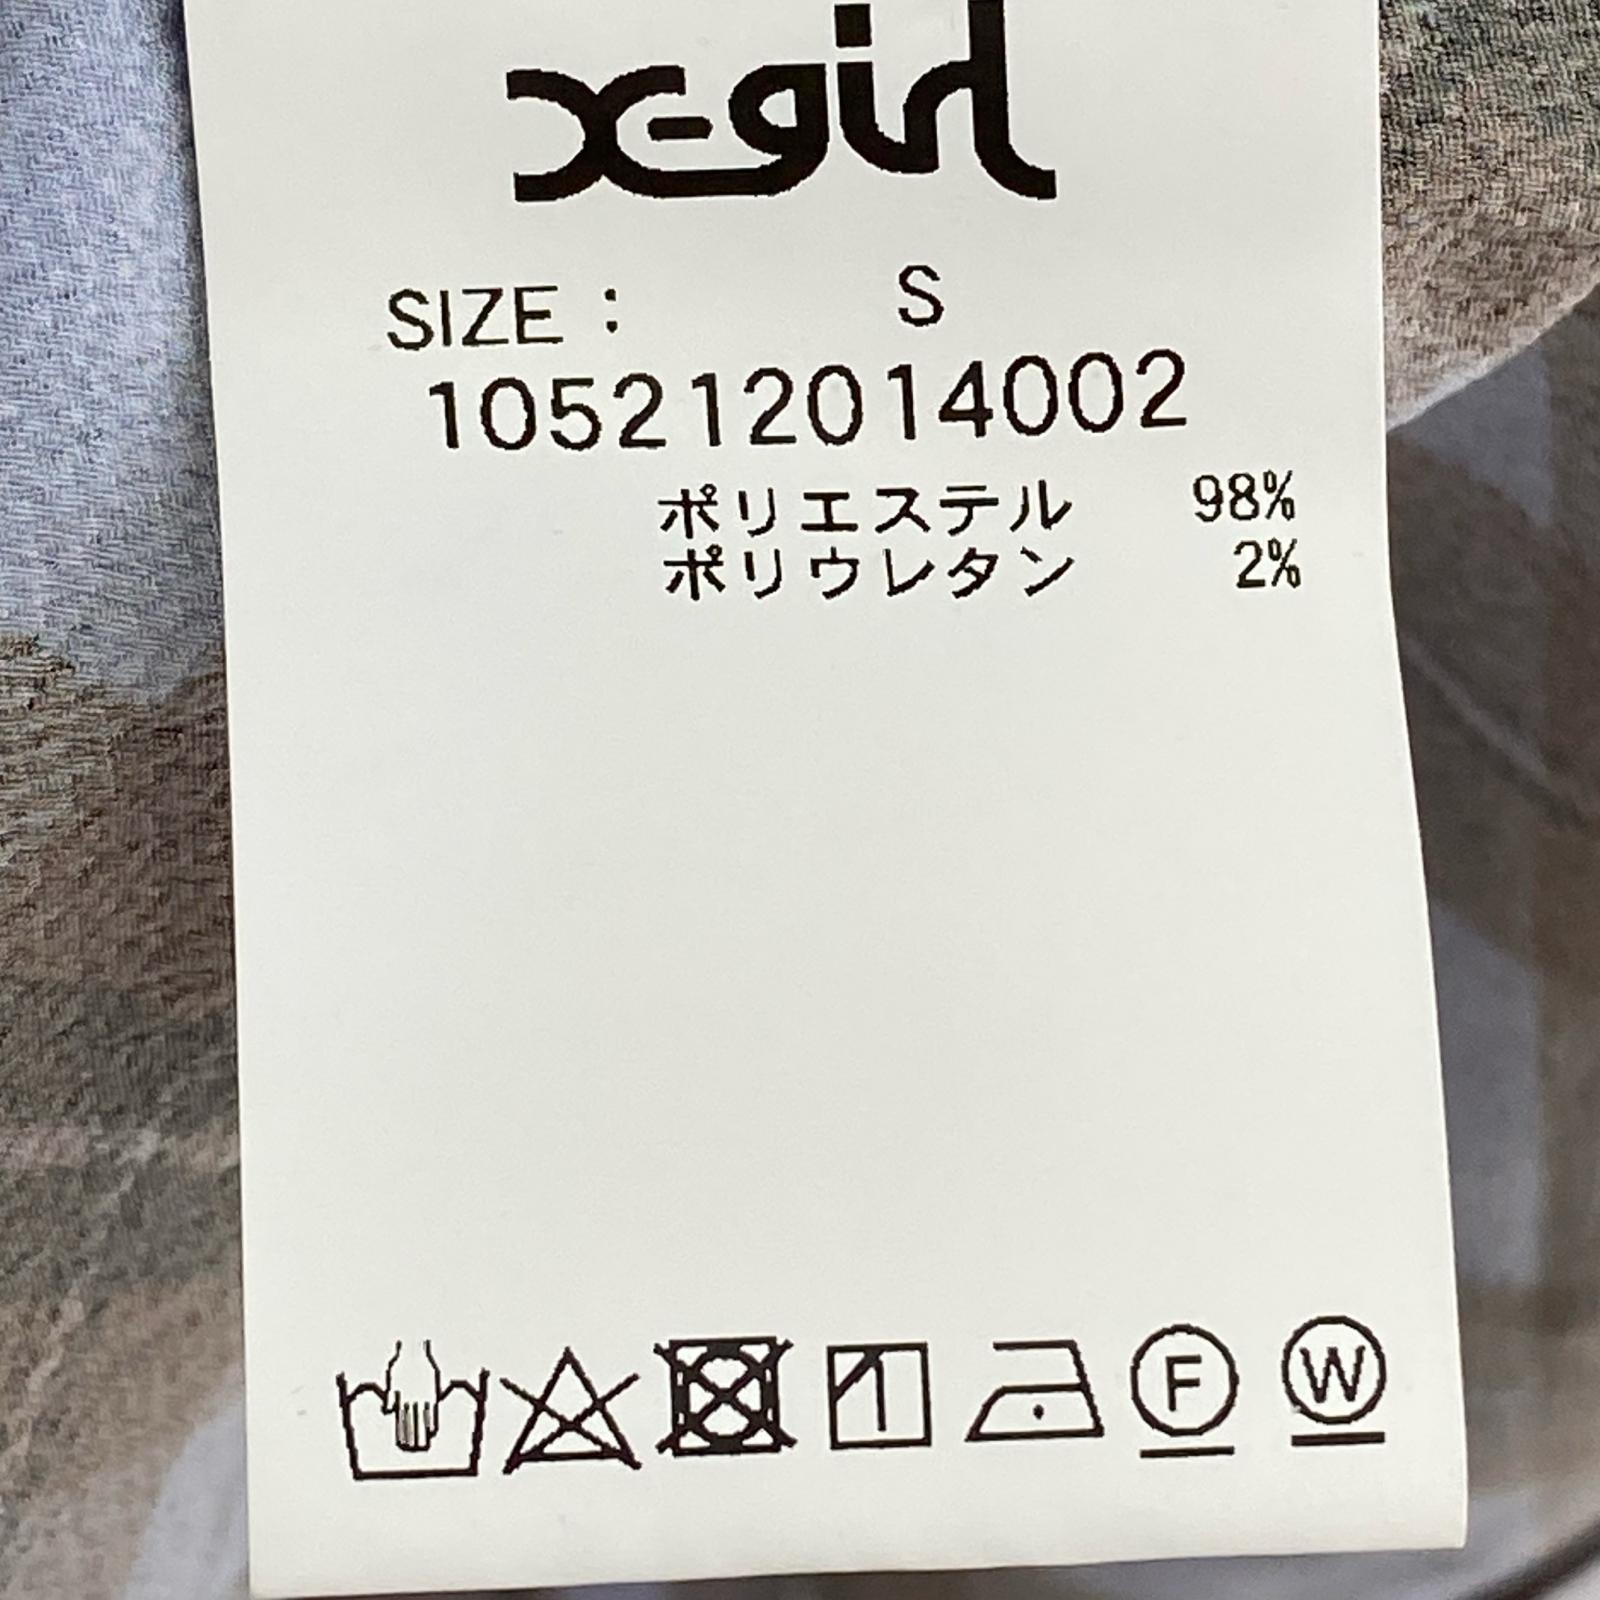 x-girl
SIZE : S
105212014002
ポリエステル 98%
ポリウレタン 2%
F W